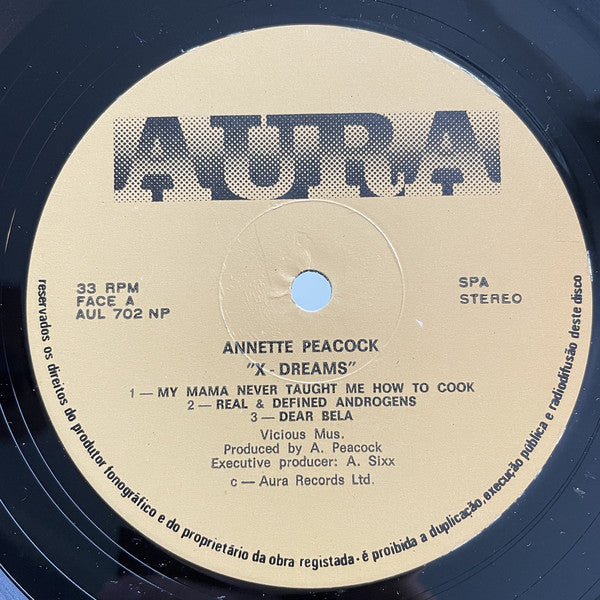 AURA
33 RPM
FACE A
AUL 702 NP
SPA
STEREO
ANNETTE PEACOCK
"X - DREAMS"
1 — MY MAMA NEVER TAUGHT ME HOW TO COOK
2 — REAL & DEFINED ANDROGENS
3 — DEAR BELA
Vicious Mus.
Produced by A. Peacock
Executive producer: A. Sixx
c — Aura Records Ltd.
reservados os direitos do produtor fonográfico e do proprietário da obra registada - é proibida a duplicação, execução pública e radiodifusão deste disco